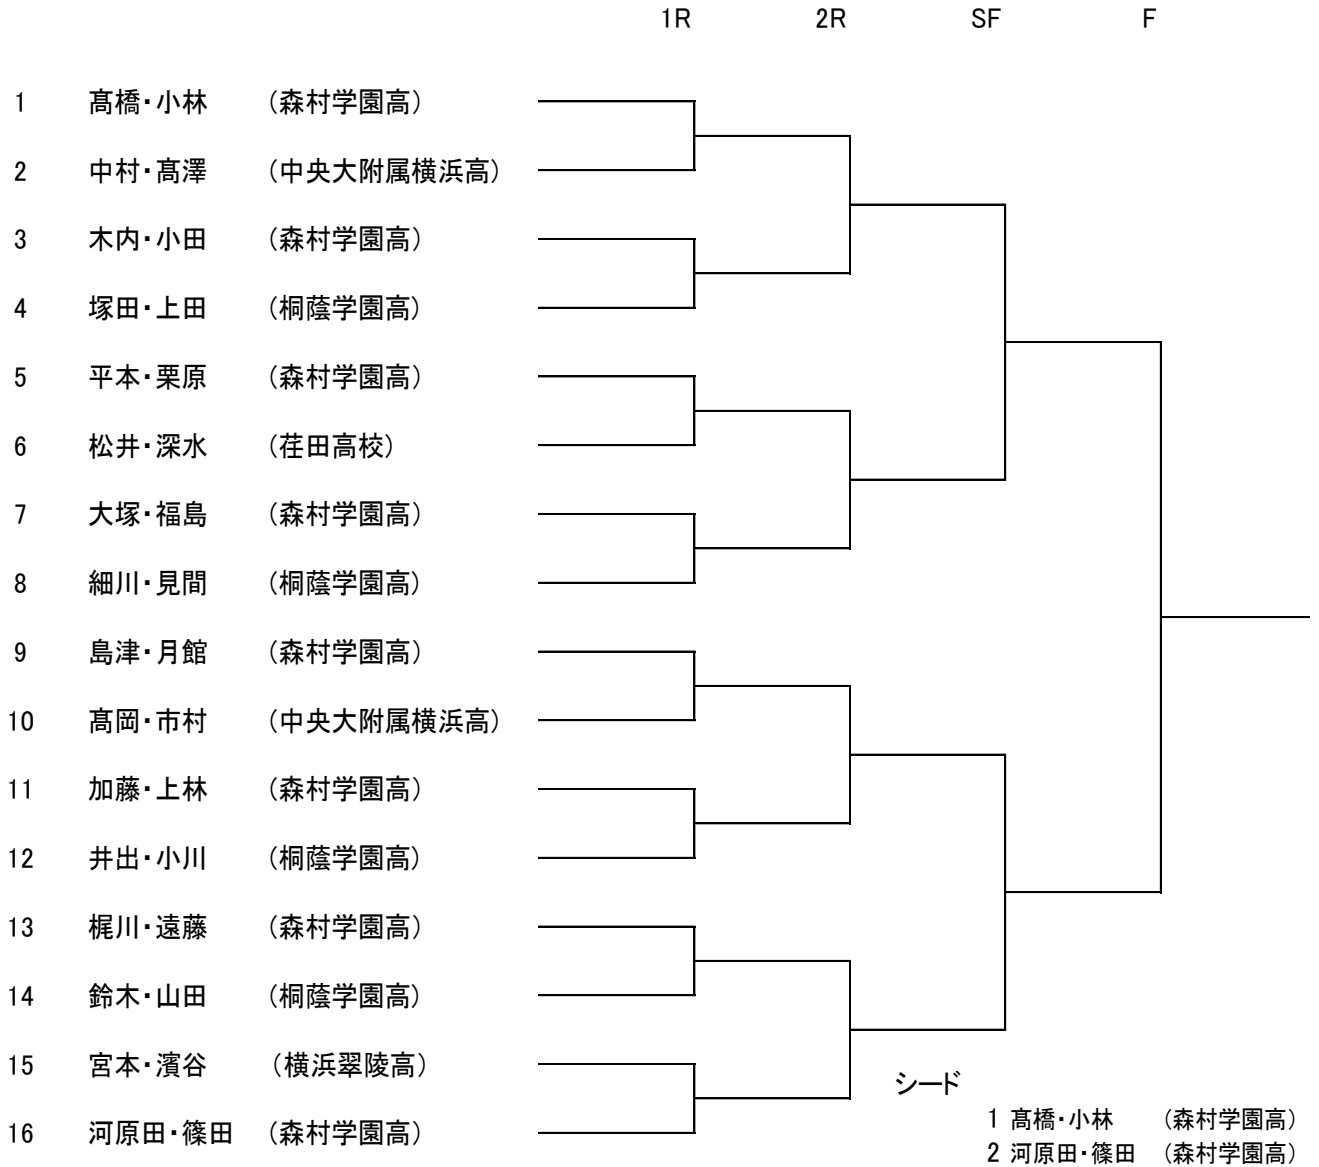 1R 2R SF F
1 髙橋・小林 (森村学園高)
2 中村・髙澤 (中央大附属横浜高)
3 木内・小田 (森村学園高)
4 塚田・上田 (桐蔭学園高)
5 平本・栗原 (森村学園高)
6 松井・深水 (荏田高校)
7 大塚・福島 (森村学園高)
8 細川・見間 (桐蔭学園高)
9 島津・月館 (森村学園高)
10 髙岡・市村 (中央大附属横浜高)
11 加藤・上林 (森村学園高)
12 井出・小川 (桐蔭学園高)
13 梶川・遠藤 (森村学園高)
14 鈴木・山田 (桐蔭学園高)
15 宮本・濱谷 (横浜翠陵高)
16 河原田・篠田 (森村学園高)
シード
1 髙橋・小林 (森村学園高)
2 河原田・篠田 (森村学園高)